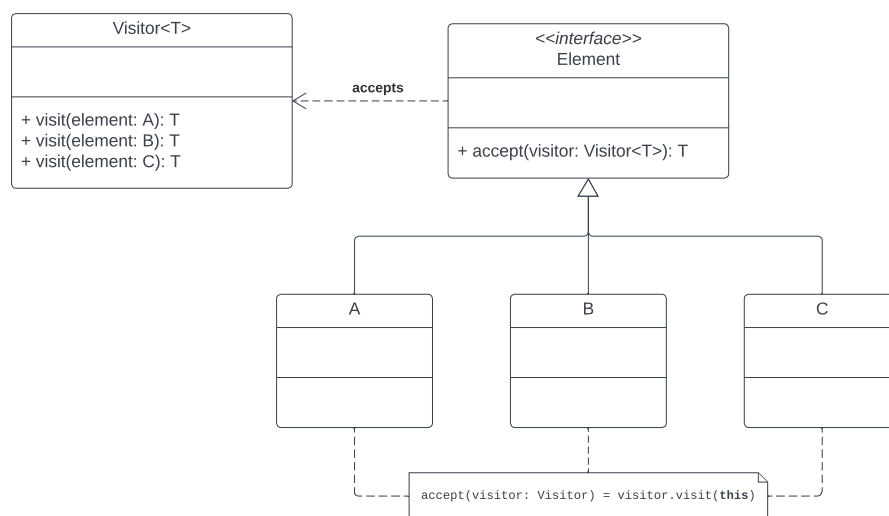 Visitor<T>
+ visit(element: A): T
+ visit(element: B): T
+ visit(element: C): T
accepts
<<interface>>
Element
+ accept(visitor: Visitor<T>): T
A
B
C
accept(visitor: Visitor) = visitor.visit(this)